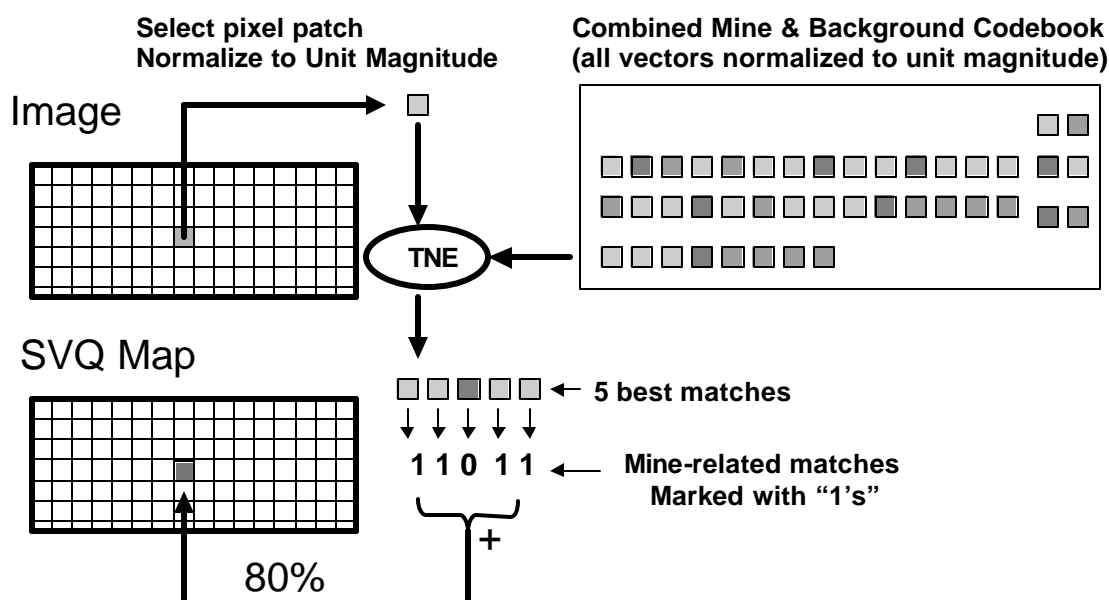 Select pixel patch
Normalize to Unit Magnitude
Combined Mine & Background Codebook
(all vectors normalized to unit magnitude)
Image
TNE
SVQ Map
5 best matches
1 1 0 1 1
Mine-related matches
Marked with “1’s”
+
80%